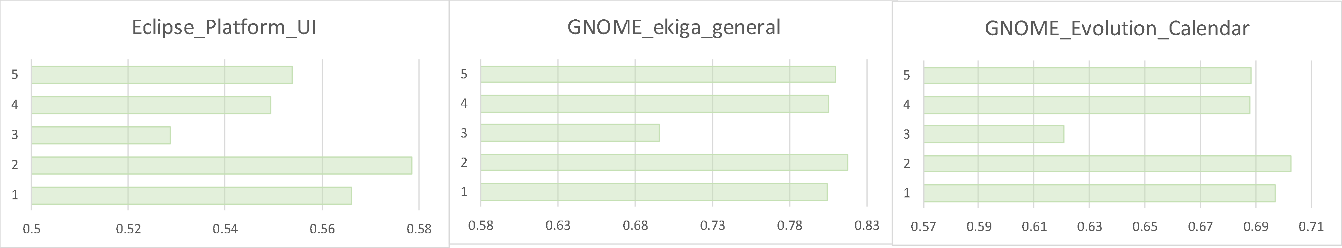 Eclipse_Platform_UI
5
4
3
2
1
0.5 0.52 0.54 0.56 0.58
GNOME_ekiga_general
5
4
3
2
1
0.58 0.63 0.68 0.73 0.78 0.83
GNOME_Evolution_Calendar
5
4
3
2
1
0.57 0.59 0.61 0.63 0.65 0.67 0.69 0.71